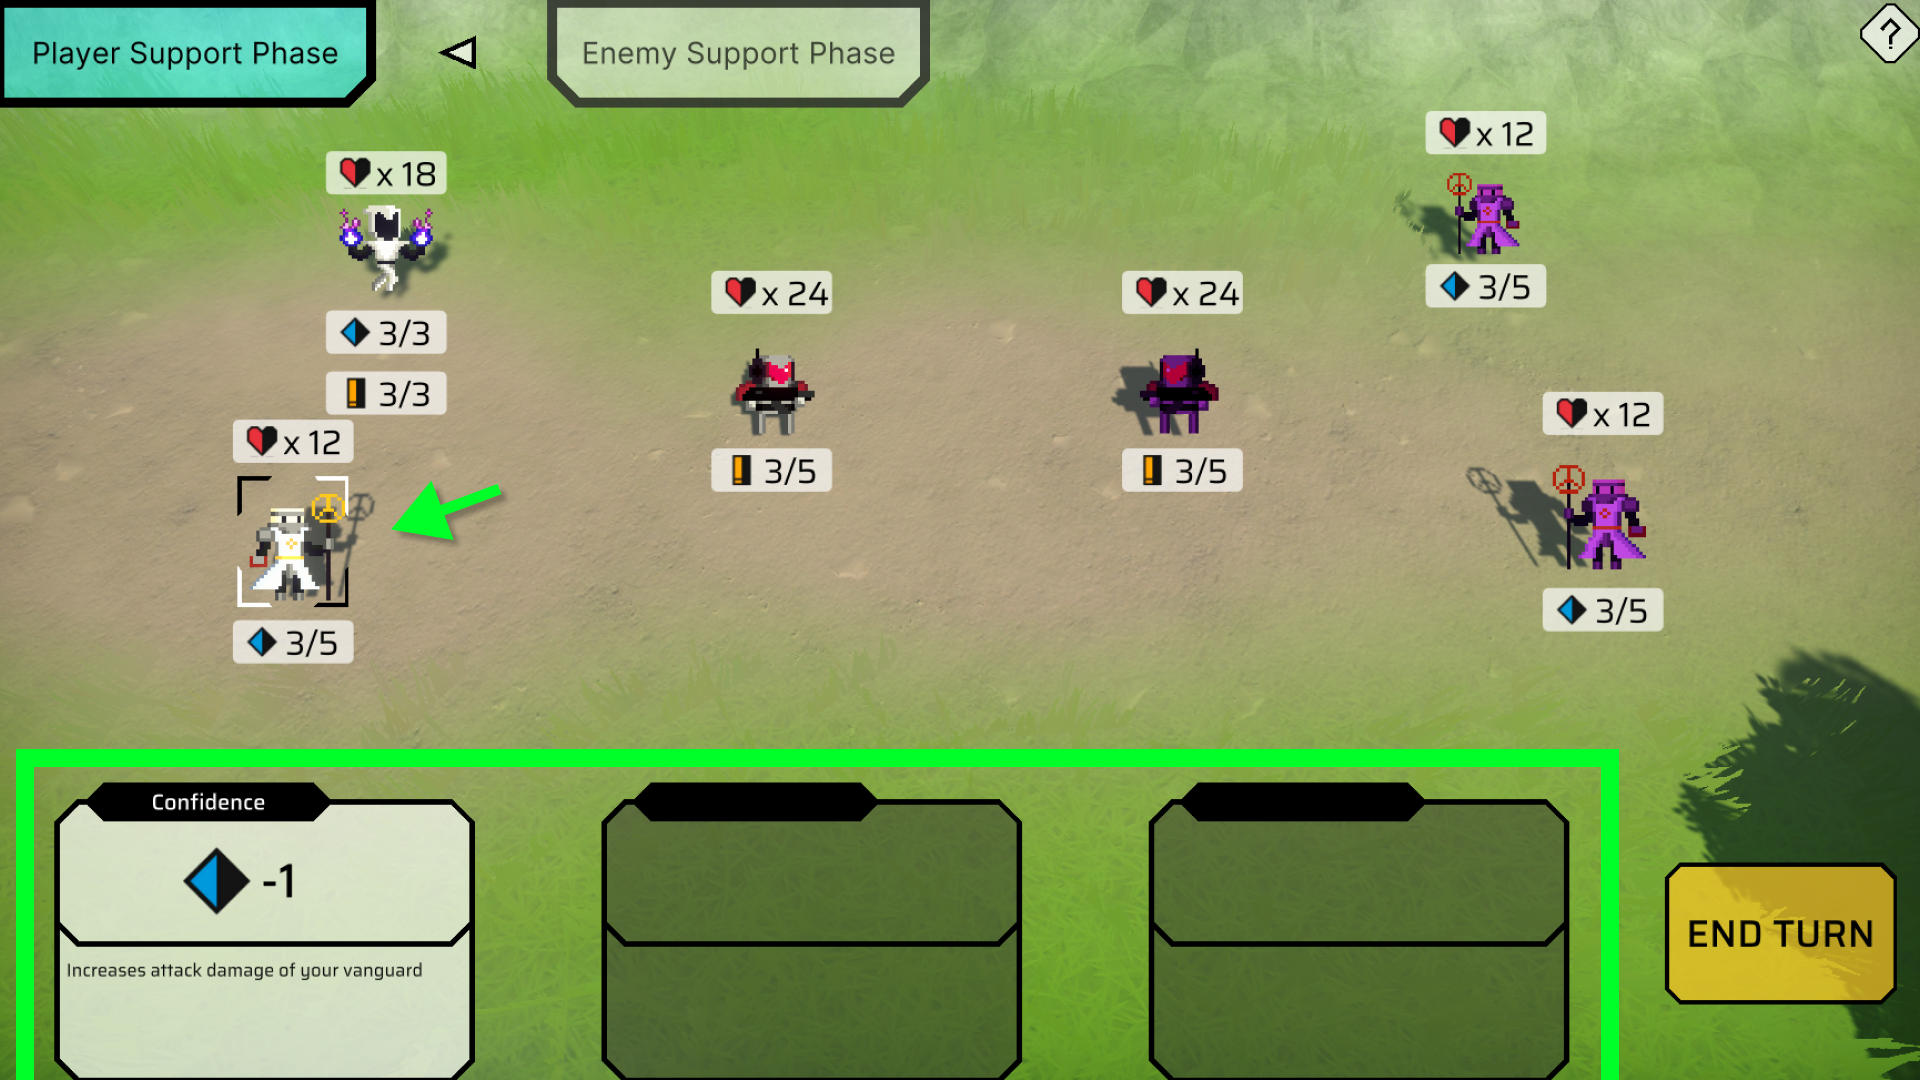 Player Support Phase
Enemy Support Phase
?
x 12
3/5
x 18
3/3
3/3
x 24
3/5
x 24
3/5
x 12
3/5
x 12
3/5
Confidence
-1
Increases attack damage of your vanguard
END TURN